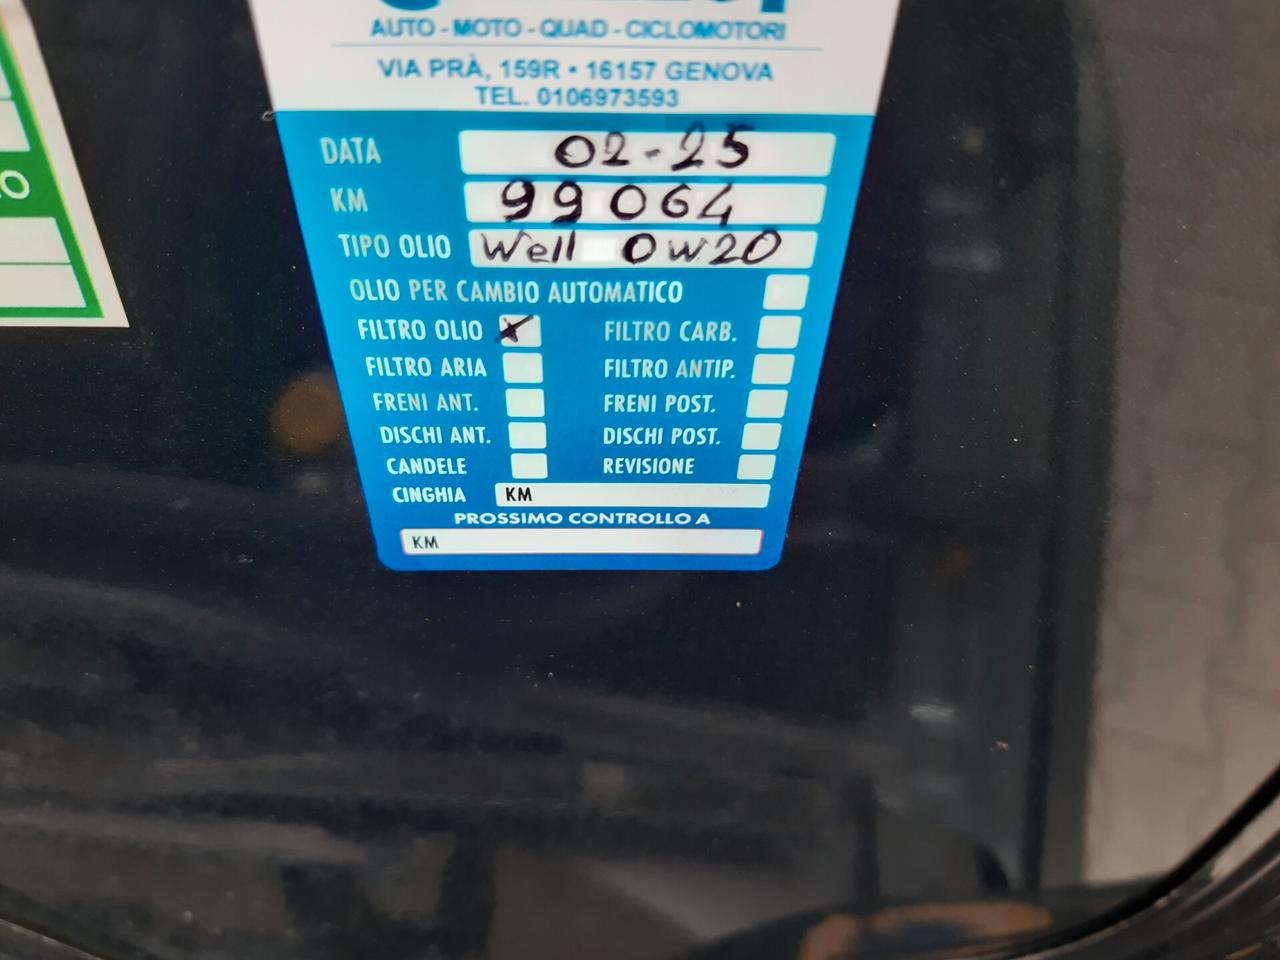 AUTO - MOTO - QUAD - CICLOMOTORI
VIA PRÀ, 159R • 16157 GENOVA
TEL. 0106973593
DATA 02-25
KM 99064
TIPO OLIO Well 0W20
OLIO PER CAMBIO AUTOMATICO
FILTRO OLIO X FILTRO CARB.
FILTRO ARIA FILTRO ANTIP.
FRENI ANT. FRENI POST.
DISCHI ANT. DISCHI POST.
CANDELE REVISIONE
CINGHIA KM
PROSSIMO CONTROLLO A
KM